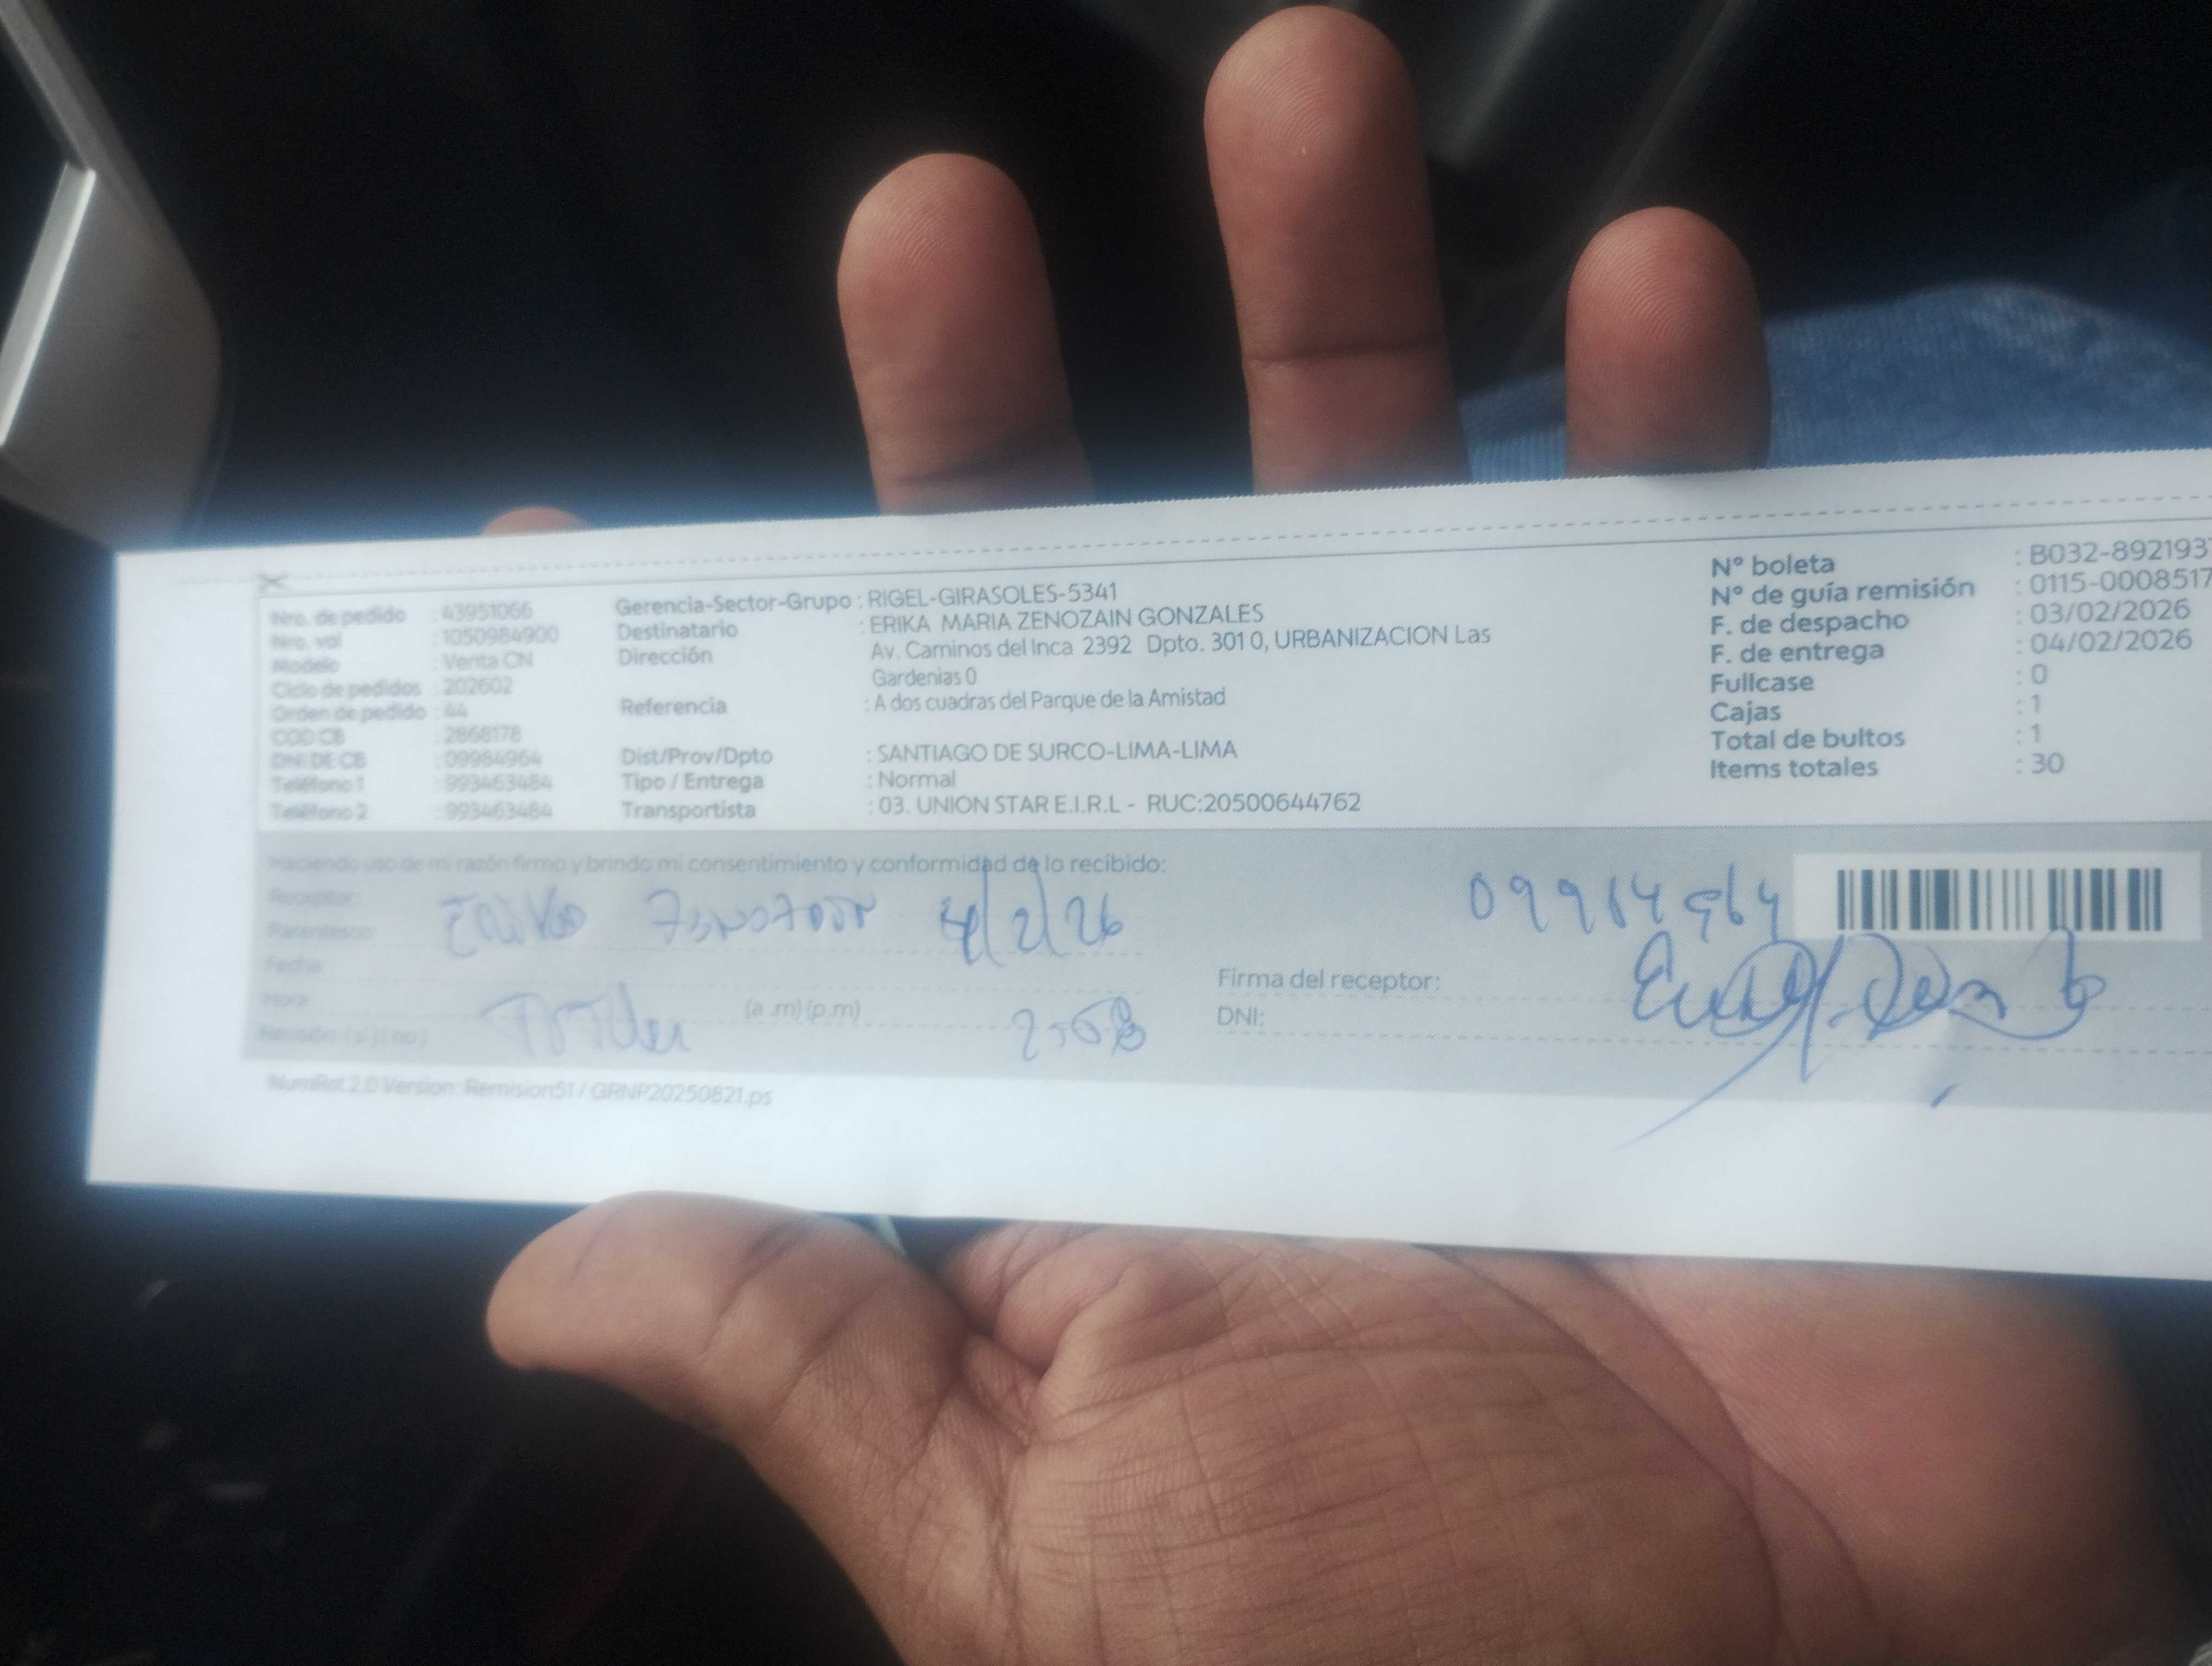 Nro. de pedido : 43951066
Nro. val : 1050984900
Modelo : Venta CN
Ciclo de pedidos : 202602
Orden de pedido : 44
COD CB : 2868178
DNI DE CB : 09984964
Teléfono 1 : 993463484
Teléfono 2 : 993463484
Gerencia-Sector-Grupo : RIGEL-GIRASOLES-5341
Destinatario : ERIKA MARIA ZENOZAIN GONZALES
Dirección Av. Caminos del Inca 2392 Dpto. 301 0, URBANIZACION Las
Gardenias 0
Referencia : A dos cuadras del Parque de la Amistad
Dist/Prov/Dpto : SANTIAGO DE SURCO-LIMA-LIMA
Tipo / Entrega : Normal
Transportista : 03. UNION STAR E.I.R.L - RUC:20500644762
N° boleta : B032-892193
N° de guía remisión : 0115-0008517
F. de despacho : 03/02/2026
F. de entrega : 04/02/2026
Fullcase : 0
Cajas : 1
Total de bultos : 1
Items totales : 30
Haciendo uso de mi razón firmo y brindo mi consentimiento y conformidad de lo recibido:
Receptor:
Parentesco:
4/2/26
Fecha:
Hora: (a .m) (p.m)
Revisión: ( si ) ( no )
09984964
Firma del receptor:
DNI:
NumRot 2.0 Version: Remision51 / GRNP20250821.ps